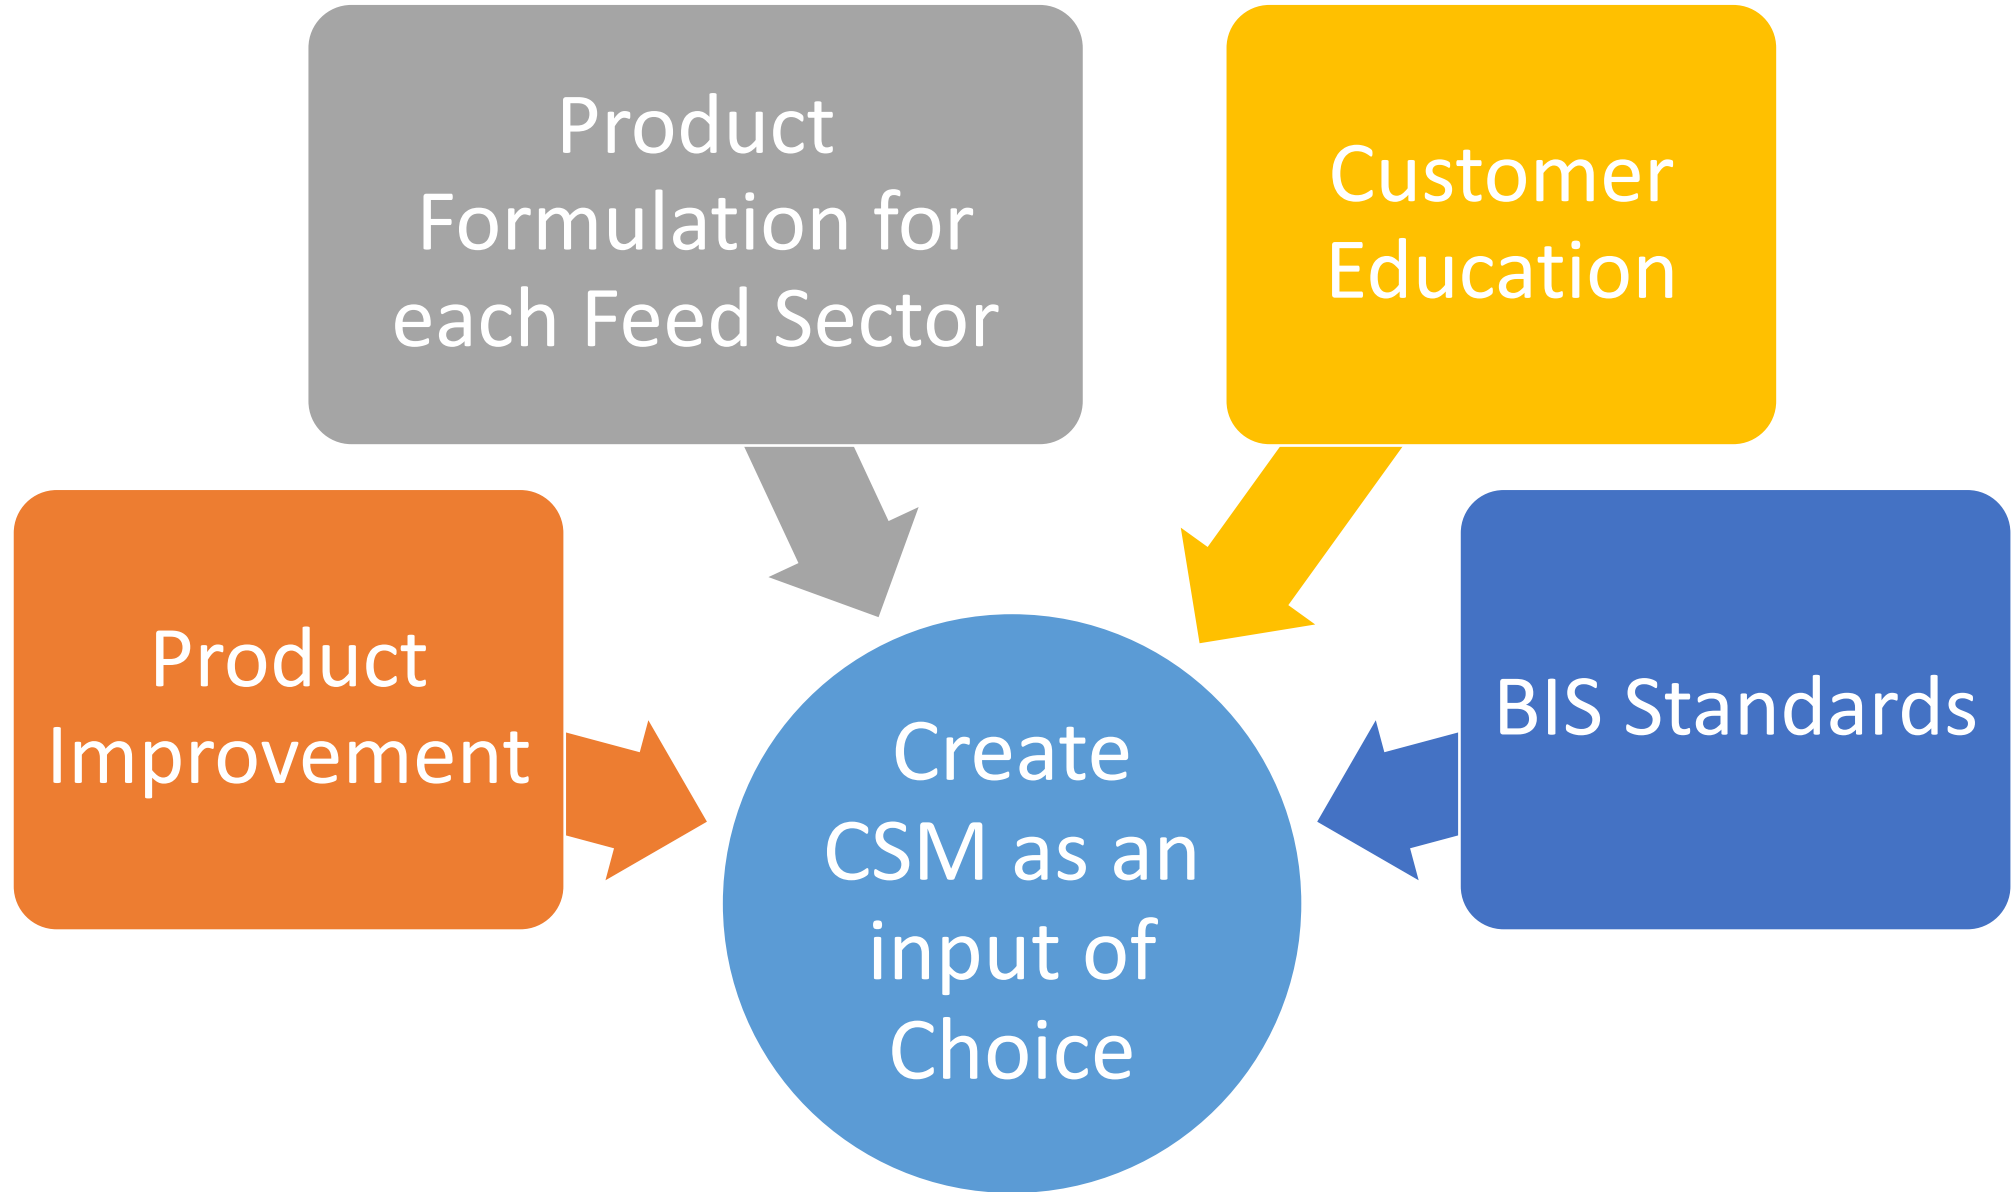 Product
Formulation for
each Feed Sector
Customer
Education
Product
Improvement
BIS Standards
Create
CSM as an
input of
Choice